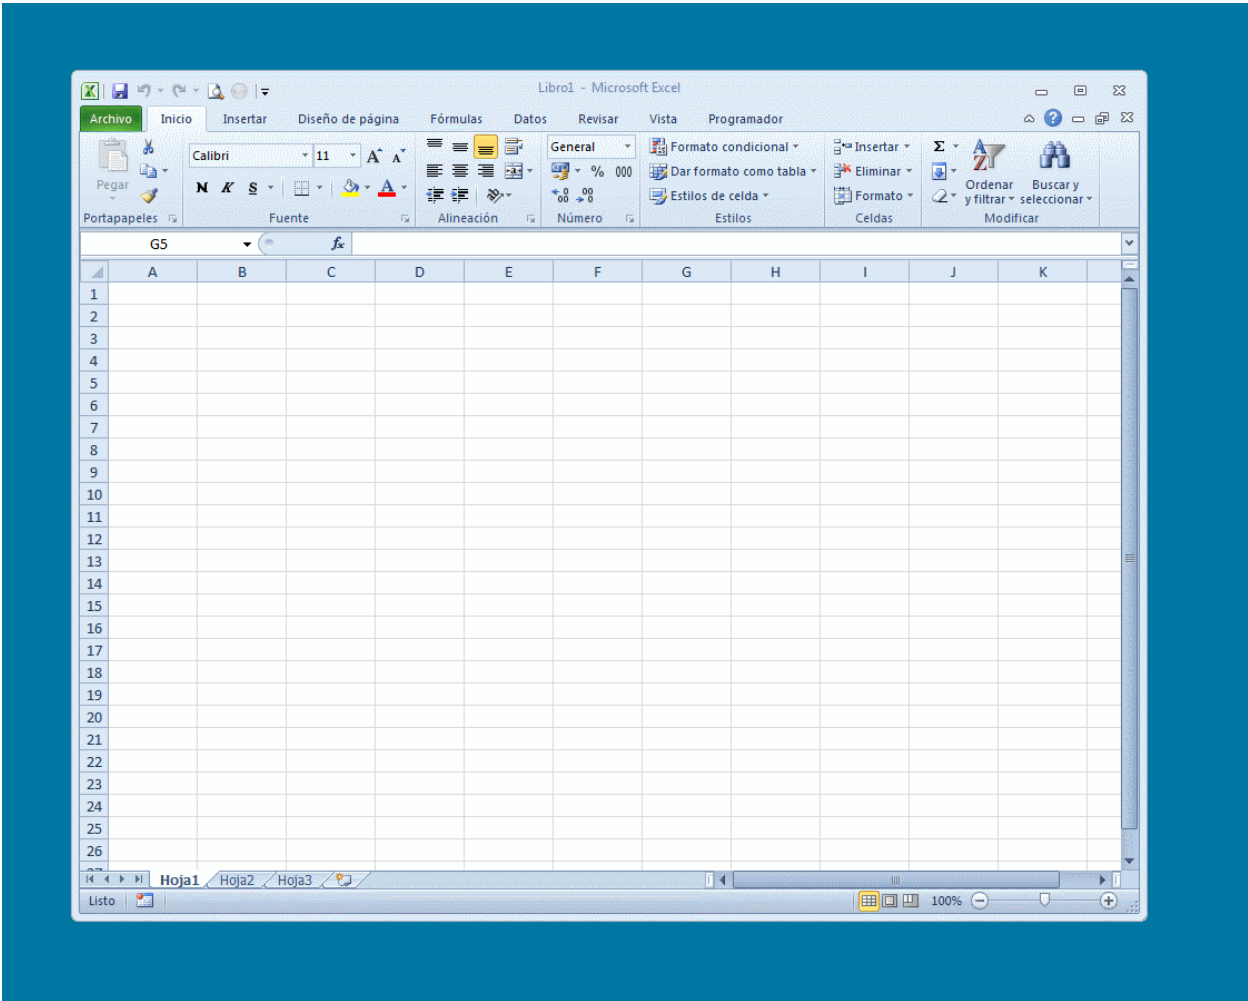 Libro1 - Microsoft Excel
Archivo Inicio Insertar Diseño de página Fórmulas Datos Revisar Vista Programador
Pegar
Portapapeles
Calibri 11
N K S
Fuente
Alineación
General
% 000
Número
Formato condicional
Dar formato como tabla
Estilos de celda
Estilos
Insertar
Eliminar
Formato
Celdas
Σ
Ordenar
y filtrar
Buscar y
seleccionar
Modificar
G5 fx
A B C D E F G H I J K
1
2
3
4
5
6
7
8
9
10
11
12
13
14
15
16
17
18
19
20
21
22
23
24
25
26
Hoja1 Hoja2 Hoja3
Listo 100%